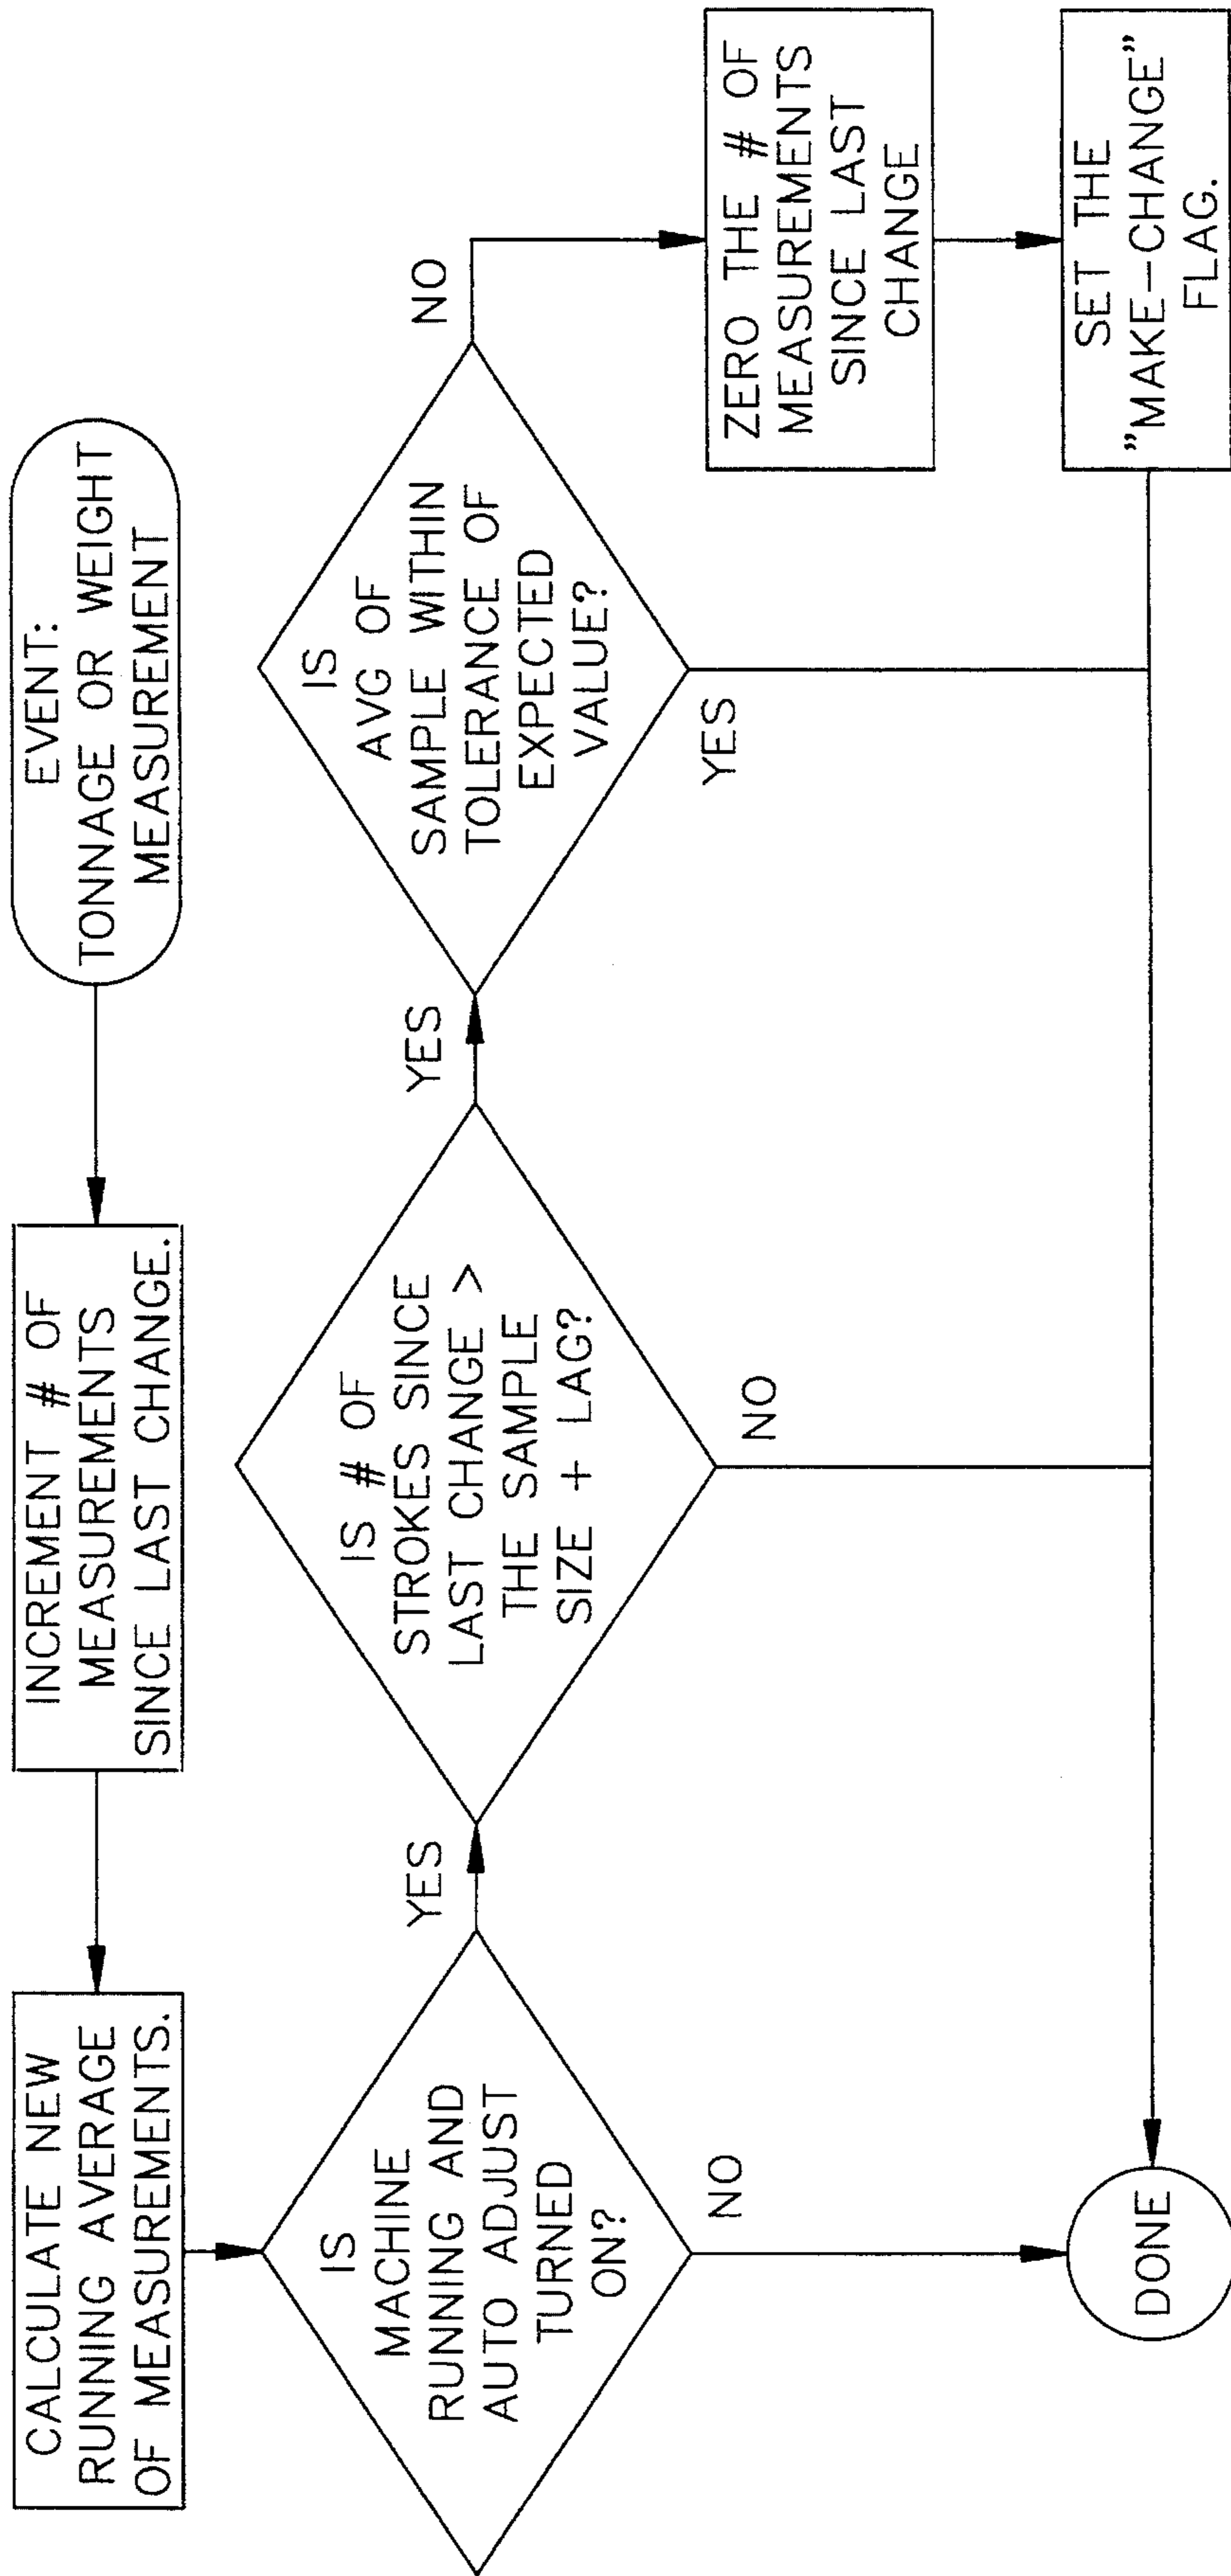 EVENT:
TONNAGE OR WEIGHT
MEASUREMENT
INCREMENT # OF
MEASUREMENTS
SINCE LAST CHANGE.
CALCULATE NEW
RUNNING AVERAGE
OF MEASUREMENTS.
IS
MACHINE
RUNNING AND
AUTO ADJUST
TURNED
ON?
YES
NO
IS # OF
STROKES SINCE
LAST CHANGE >
THE SAMPLE
SIZE + LAG?
YES
NO
IS
AVG OF
SAMPLE WITHIN
TOLERANCE OF
EXPECTED
VALUE?
NO
YES
ZERO THE # OF
MEASUREMENTS
SINCE LAST
CHANGE
SET THE
"MAKE-CHANGE"
FLAG.
DONE